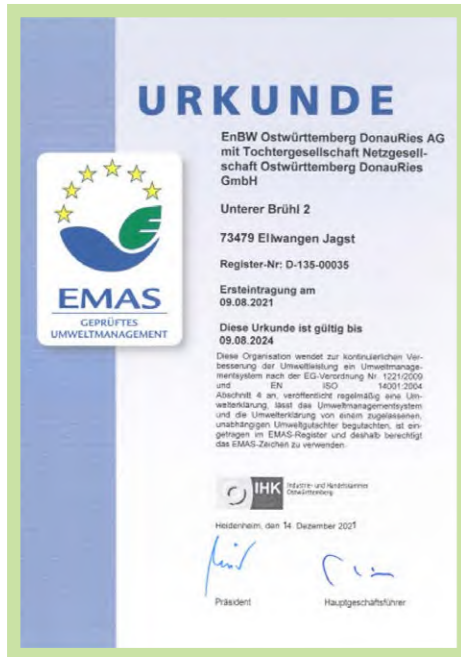 URKUNDE
EnBW Ostwürttemberg DonauRies AG
mit Tochtergesellschaft Netzgesell-
schaft Ostwürttemberg DonauRies
GmbH
Unterer Brühl 2
73479 Ellwangen Jagst
Register-Nr: D-135-00035
Ersteintragung am
09.08.2021
Diese Urkunde ist gültig bis
09.08.2024
Diese Organisation wendet zur kontinuierlichen Ver-
besserung der Umweltleistung ein Umweltmanage-
mentsystem nach der EG-Verordnung Nr. 1221/2009
und EN ISO 14001:2004
Abschnitt 4 an, veröffentlicht regelmäßig eine Um-
welterklärung, lässt das Umweltmanagementsystem
und die Umwelterklärung von einem zugelassenen,
unabhängigen Umweltgutachter begutachten, ist ein-
getragen im EMAS-Register und deshalb berechtigt
das EMAS-Zeichen zu verwenden.
EMAS
GEPRÜFTES
UMWELTMANAGEMENT
IHK
Industrie- und Handelskammer
Ostwürttemberg
Heidenheim, den 14. Dezember 2021
Präsident
Hauptgeschäftsführer